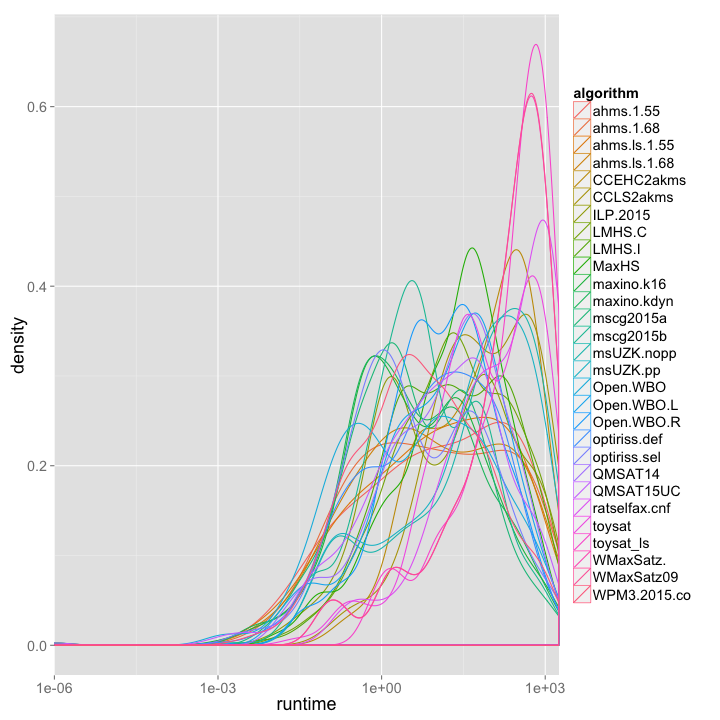 algorithm
ahms.1.55
ahms.1.68
ahms.ls.1.55
ahms.ls.1.68
CCEHC2akms
CCLS2akms
ILP.2015
LMHS.C
LMHS.I
MaxHS
maxino.k16
maxino.kdyn
mscg2015a
mscg2015b
msUZK.nopp
msUZK.pp
Open.WBO
Open.WBO.L
Open.WBO.R
optiriss.def
optiriss.sel
QMSAT14
QMSAT15UC
ratselfax.cnf
toysat
toysat_ls
WMaxSatz.
WMaxSatz09
WPM3.2015.co
density
0.6
0.4
0.2
0.0
1e-06
1e-03
1e+00
1e+03
runtime